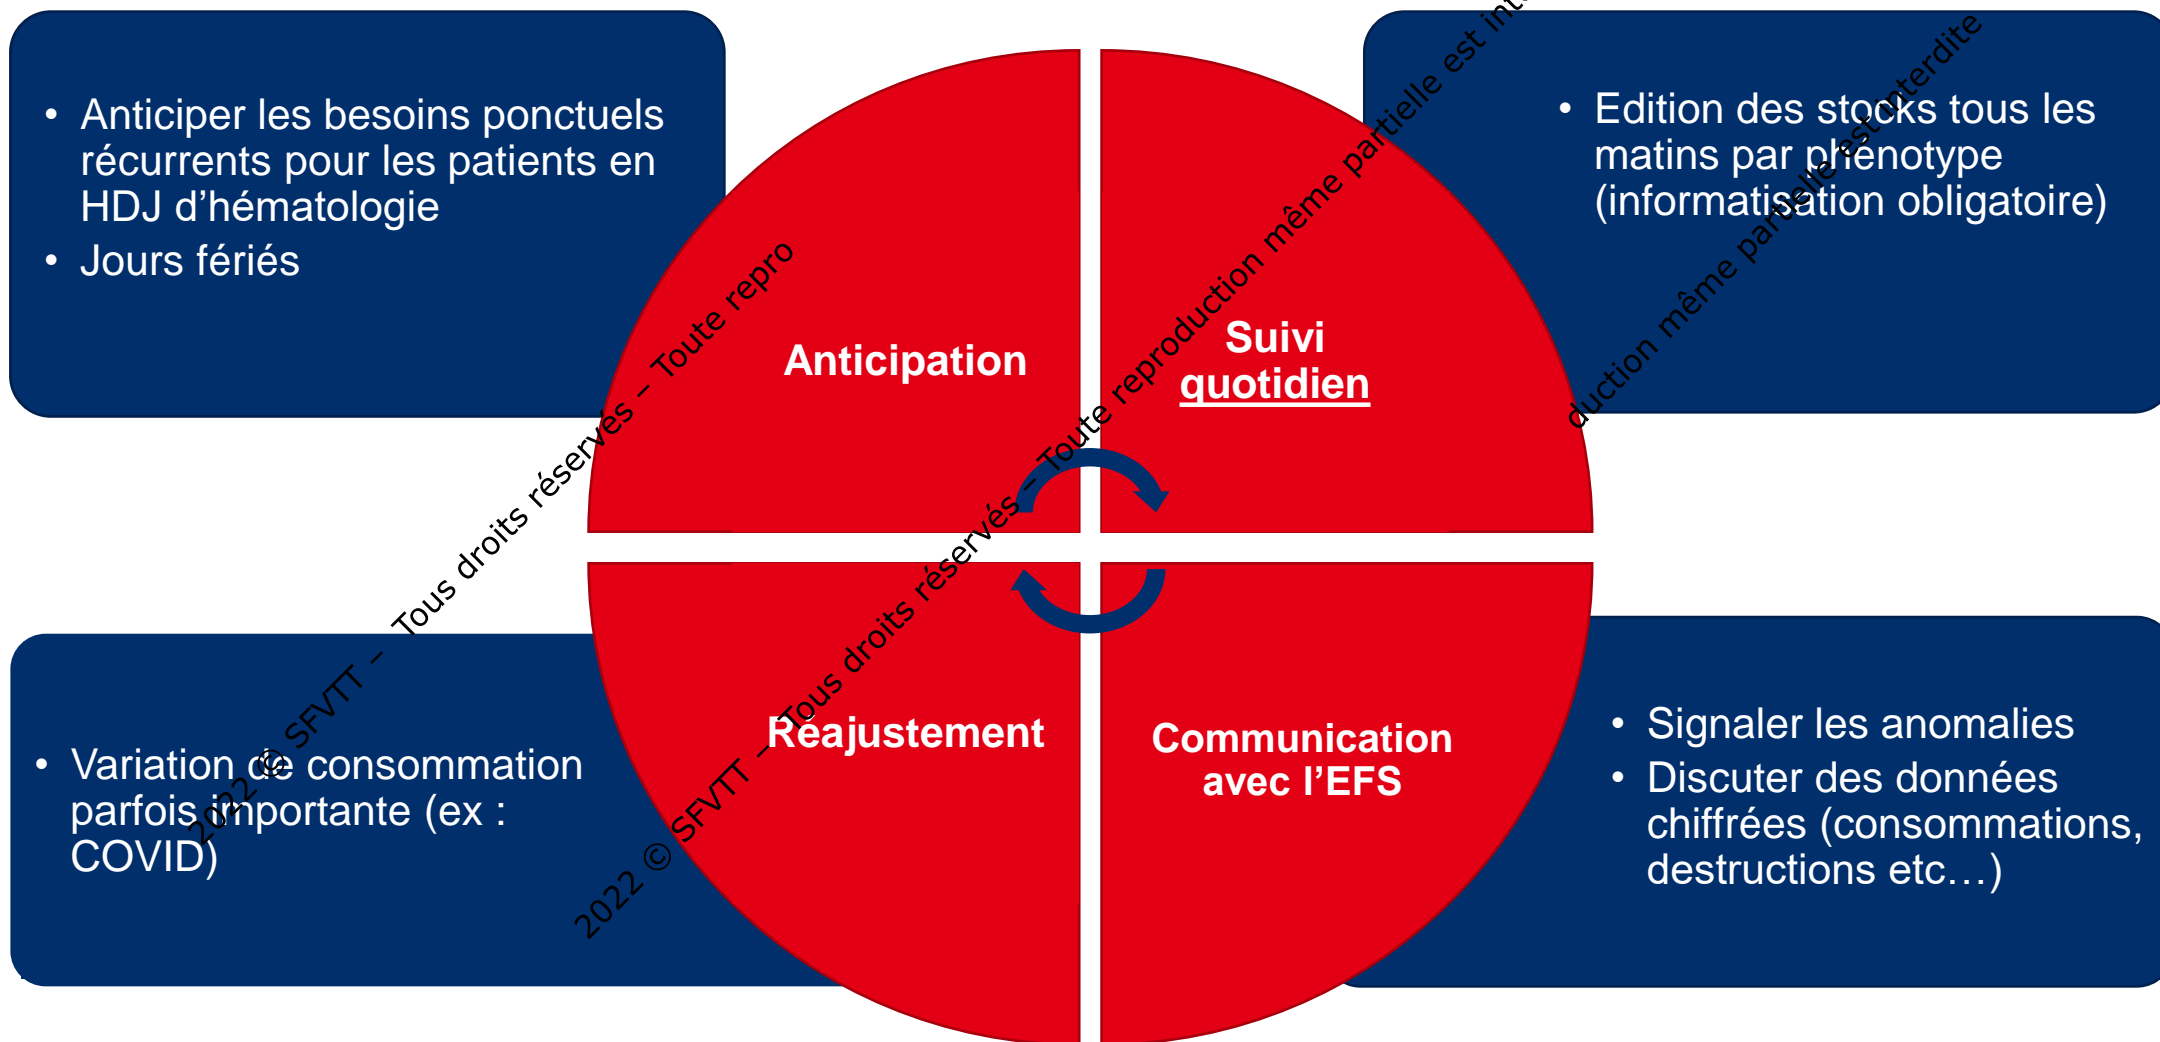 • Anticiper les besoins ponctuels
récurrents pour les patients en
HDJ d’hématologie
• Jours fériés
• Edition des stocks tous les
matins par phénotype
(informatisation obligatoire)
Anticipation
Suivi
quotidien
Réajustement
Communication
avec l’EFS
• Variation de consommation
parfois importante (ex :
COVID)
• Signaler les anomalies
• Discuter des données
chiffrées (consommations,
destructions etc…)
2022 © SFVTT – Tous droits réservés – Toute repro
duction même partielle est interdite
2022 © SFVTT – Tous droits réservés – Toute reproduction même partielle est